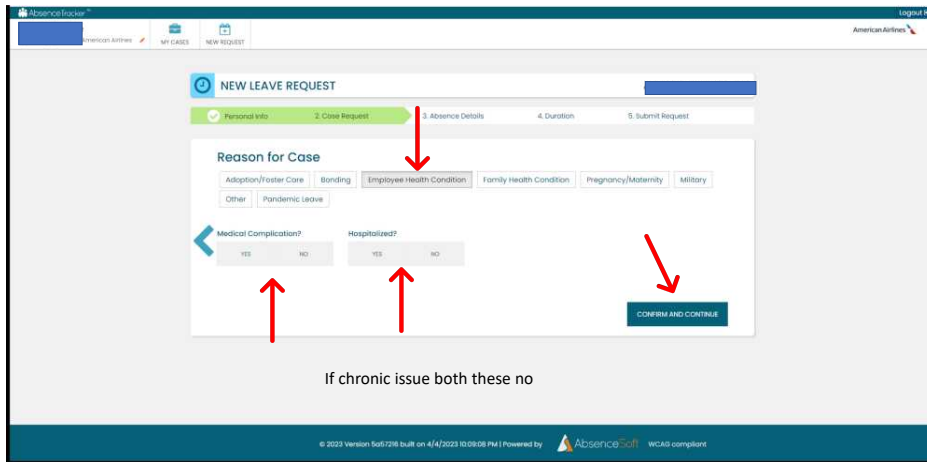 AbsenceTracker™
Logout
American Airlines
MY CASES
NEW REQUEST
American Airlines
NEW LEAVE REQUEST
Personal Info
2. Case Request
3. Absence Details
4. Duration
5. Submit Request
Reason for Case
Adoption/Foster Care
Bonding
Employee Health Condition
Family Health Condition
Pregnancy/Maternity
Military
Other
Pandemic Leave
Medical Complication?
Hospitalized?
YES
NO
YES
NO
CONFIRM AND CONTINUE
If chronic issue both these no
© 2023 Version 5a57216 built on 4/4/2023 10:09:08 PM | Powered by
AbsenceSoft
WCAG compliant